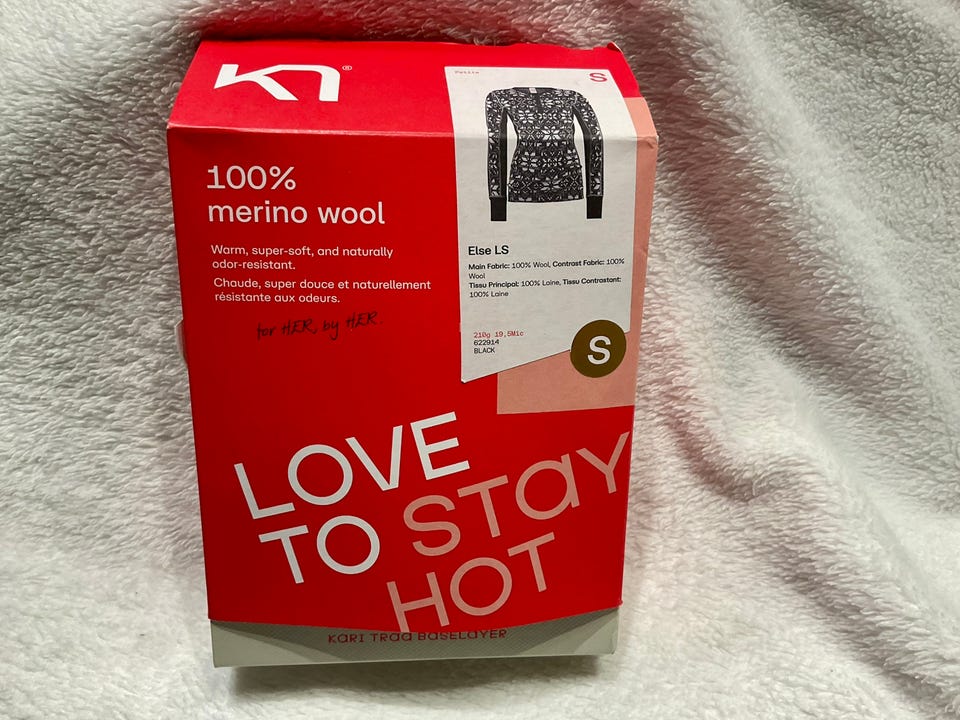 K7®
100%
merino wool
Warm, super-soft, and naturally
odor-resistant.
Chaude, super douce et naturellement
résistante aux odeurs.
for HER, by HER.
Petite
S
Else LS
Main Fabric: 100% Wool, Contrast Fabric: 100%
Wool
Tissu Principal: 100% Laine, Tissu Contrastant:
100% Laine
210g 19,5Mic
622914
BLACK
S
LOVE
TO STay
HOT
KARI TRaa BASELAYER